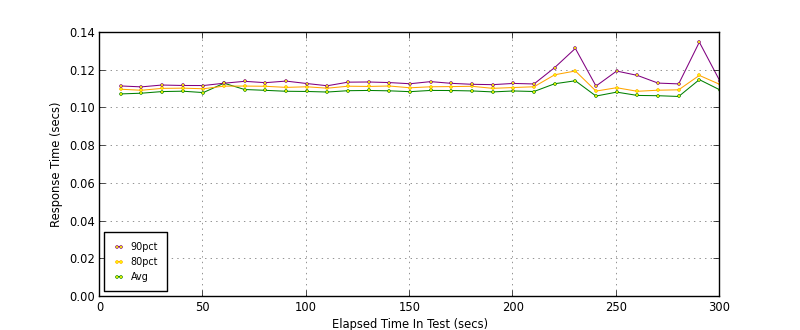 0.14
0.12
0.10
0.08
0.06
0.04
0.02
0.00
Response Time (secs)
90pct
80pct
Avg
0 50 100 150 200 250 300
Elapsed Time In Test (secs)